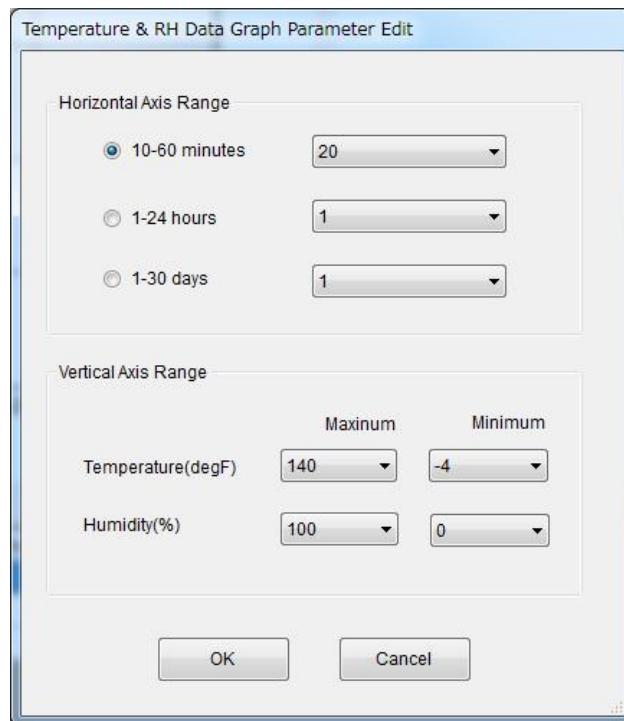 Temperature & RH Data Graph Parameter Edit
Horizontal Axis Range
10-60 minutes 20
1-24 hours 1
1-30 days 1
Vertical Axis Range
Maxinum Minimum
Temperature(degF) 140 -4
Humidity(%) 100 0
OK Cancel